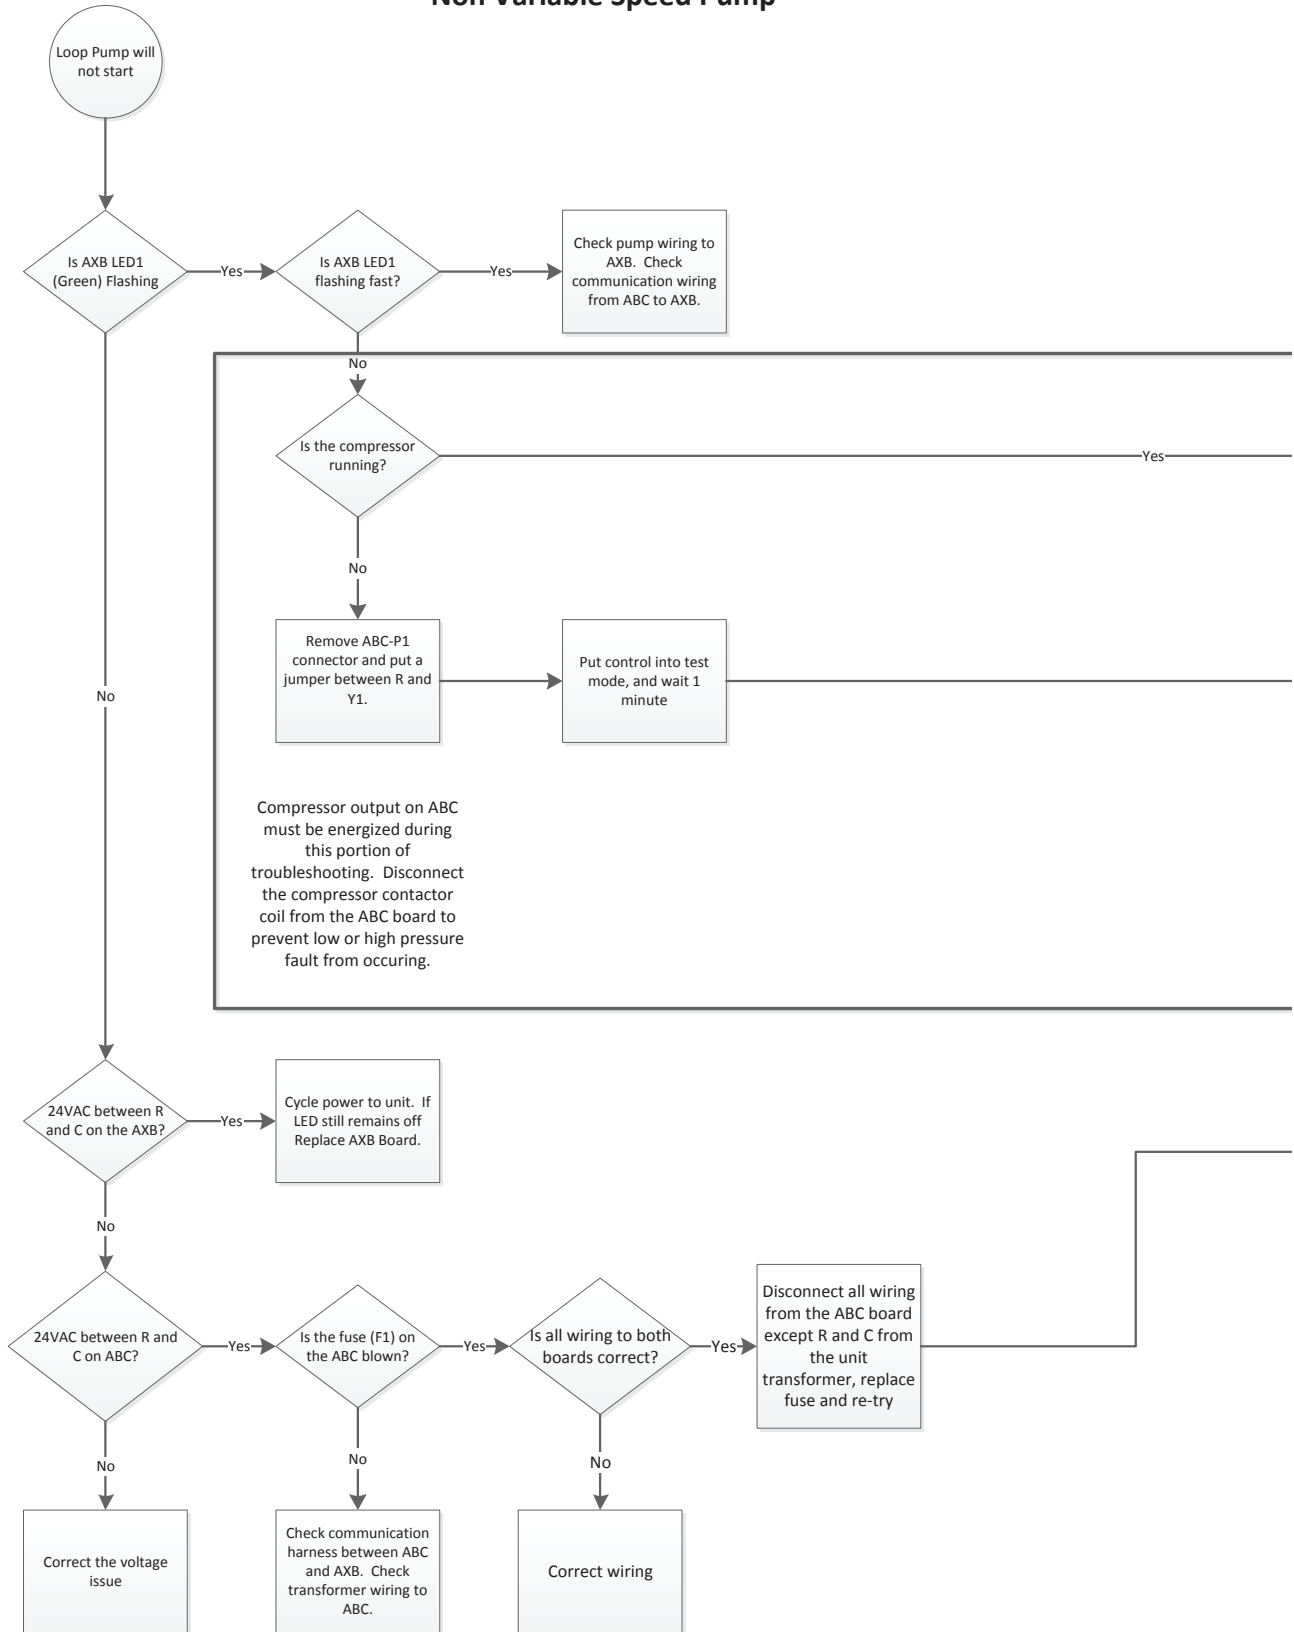 Non Variable Speed Pump
Loop Pump will
not start
Is AXB LED1
(Green) Flashing
Yes
Is AXB LED1
flashing fast?
Yes
Check pump wiring to
AXB. Check
communication wiring
from ABC to AXB.
No
Is the compressor
running?
Yes
No
Remove ABC-P1
connector and put a
jumper between R and
Y1.
Put control into test
mode, and wait 1
minute
No
Compressor output on ABC
must be energized during
this portion of
troubleshooting. Disconnect
the compressor contactor
coil from the ABC board to
prevent low or high pressure
fault from occuring.
24VAC between R
and C on the AXB?
Yes
Cycle power to unit. If
LED still remains off
Replace AXB Board.
No
24VAC between R and
C on ABC?
Yes
Is the fuse (F1) on
the ABC blown?
Yes
Is all wiring to both
boards correct?
Yes
Disconnect all wiring
from the ABC board
except R and C from
the unit
transformer, replace
fuse and re-try
No
No
No
Correct the voltage
issue
Check communication
harness between ABC
and AXB. Check
transformer wiring to
ABC.
Correct wiring